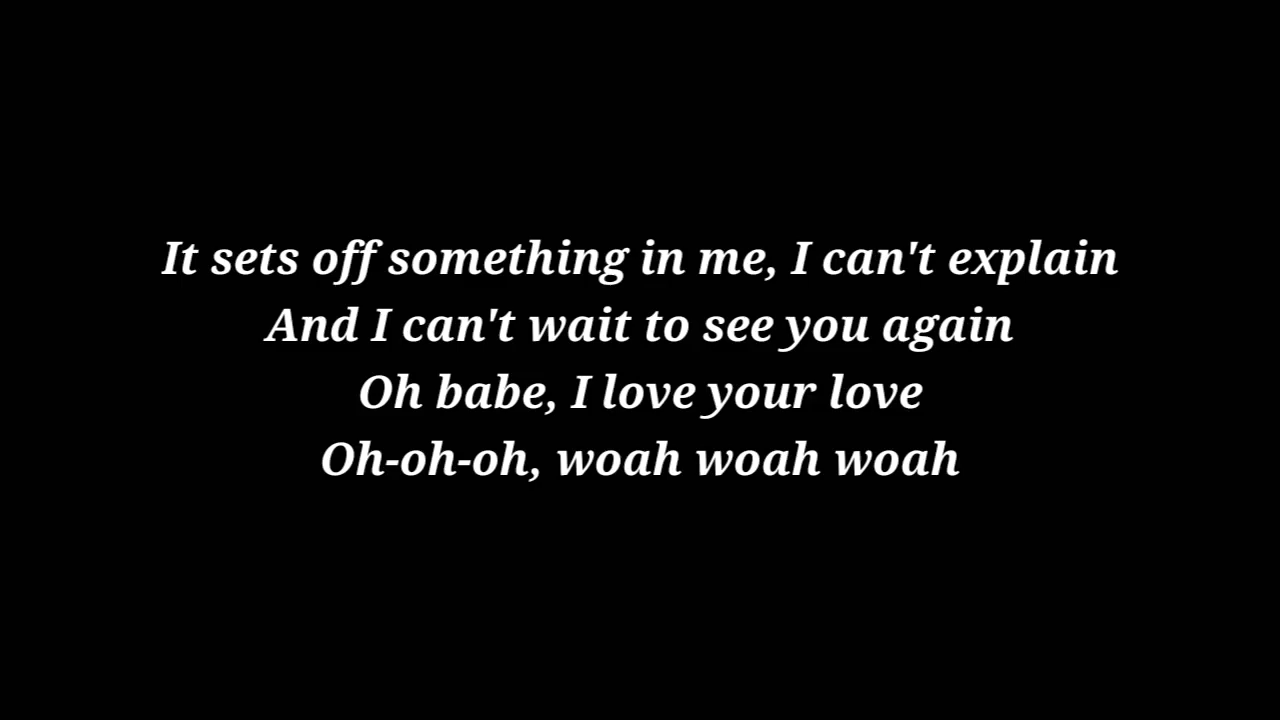 It sets off something in me, I can't explain
And I can't wait to see you again
Oh babe, I love your love
Oh-oh-oh, woah woah woah